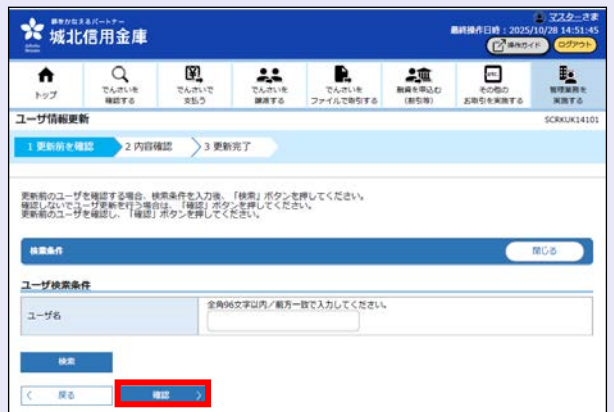 夢をかなえるパートナー
城北信用金庫
マスターさま
最終操作日時：2025/10/28 14:51:45
操作ガイド
ログアウト
トップ
でんさいを
確認する
でんさいで
支払う
でんさいを
譲渡する
でんさいを
ファイルで取引する
融資を申込む
(割引等)
その他の
お取引を実施する
管理業務を
実施する
ユーザ情報更新
SCRKUK14101
1 更新前を確認
2 内容確認
3 更新完了
更新前のユーザを確認する場合、検索条件を入力後、「検索」ボタンを押してください。
確認しないでユーザ更新を行う場合は、「確認」ボタンを押してください。
更新前のユーザを確認し、「確認」ボタンを押してください。
検索条件
閉じる
ユーザ検索条件
ユーザ名
全角96文字以内／前方一致で入力してください。
検索
戻る
確認